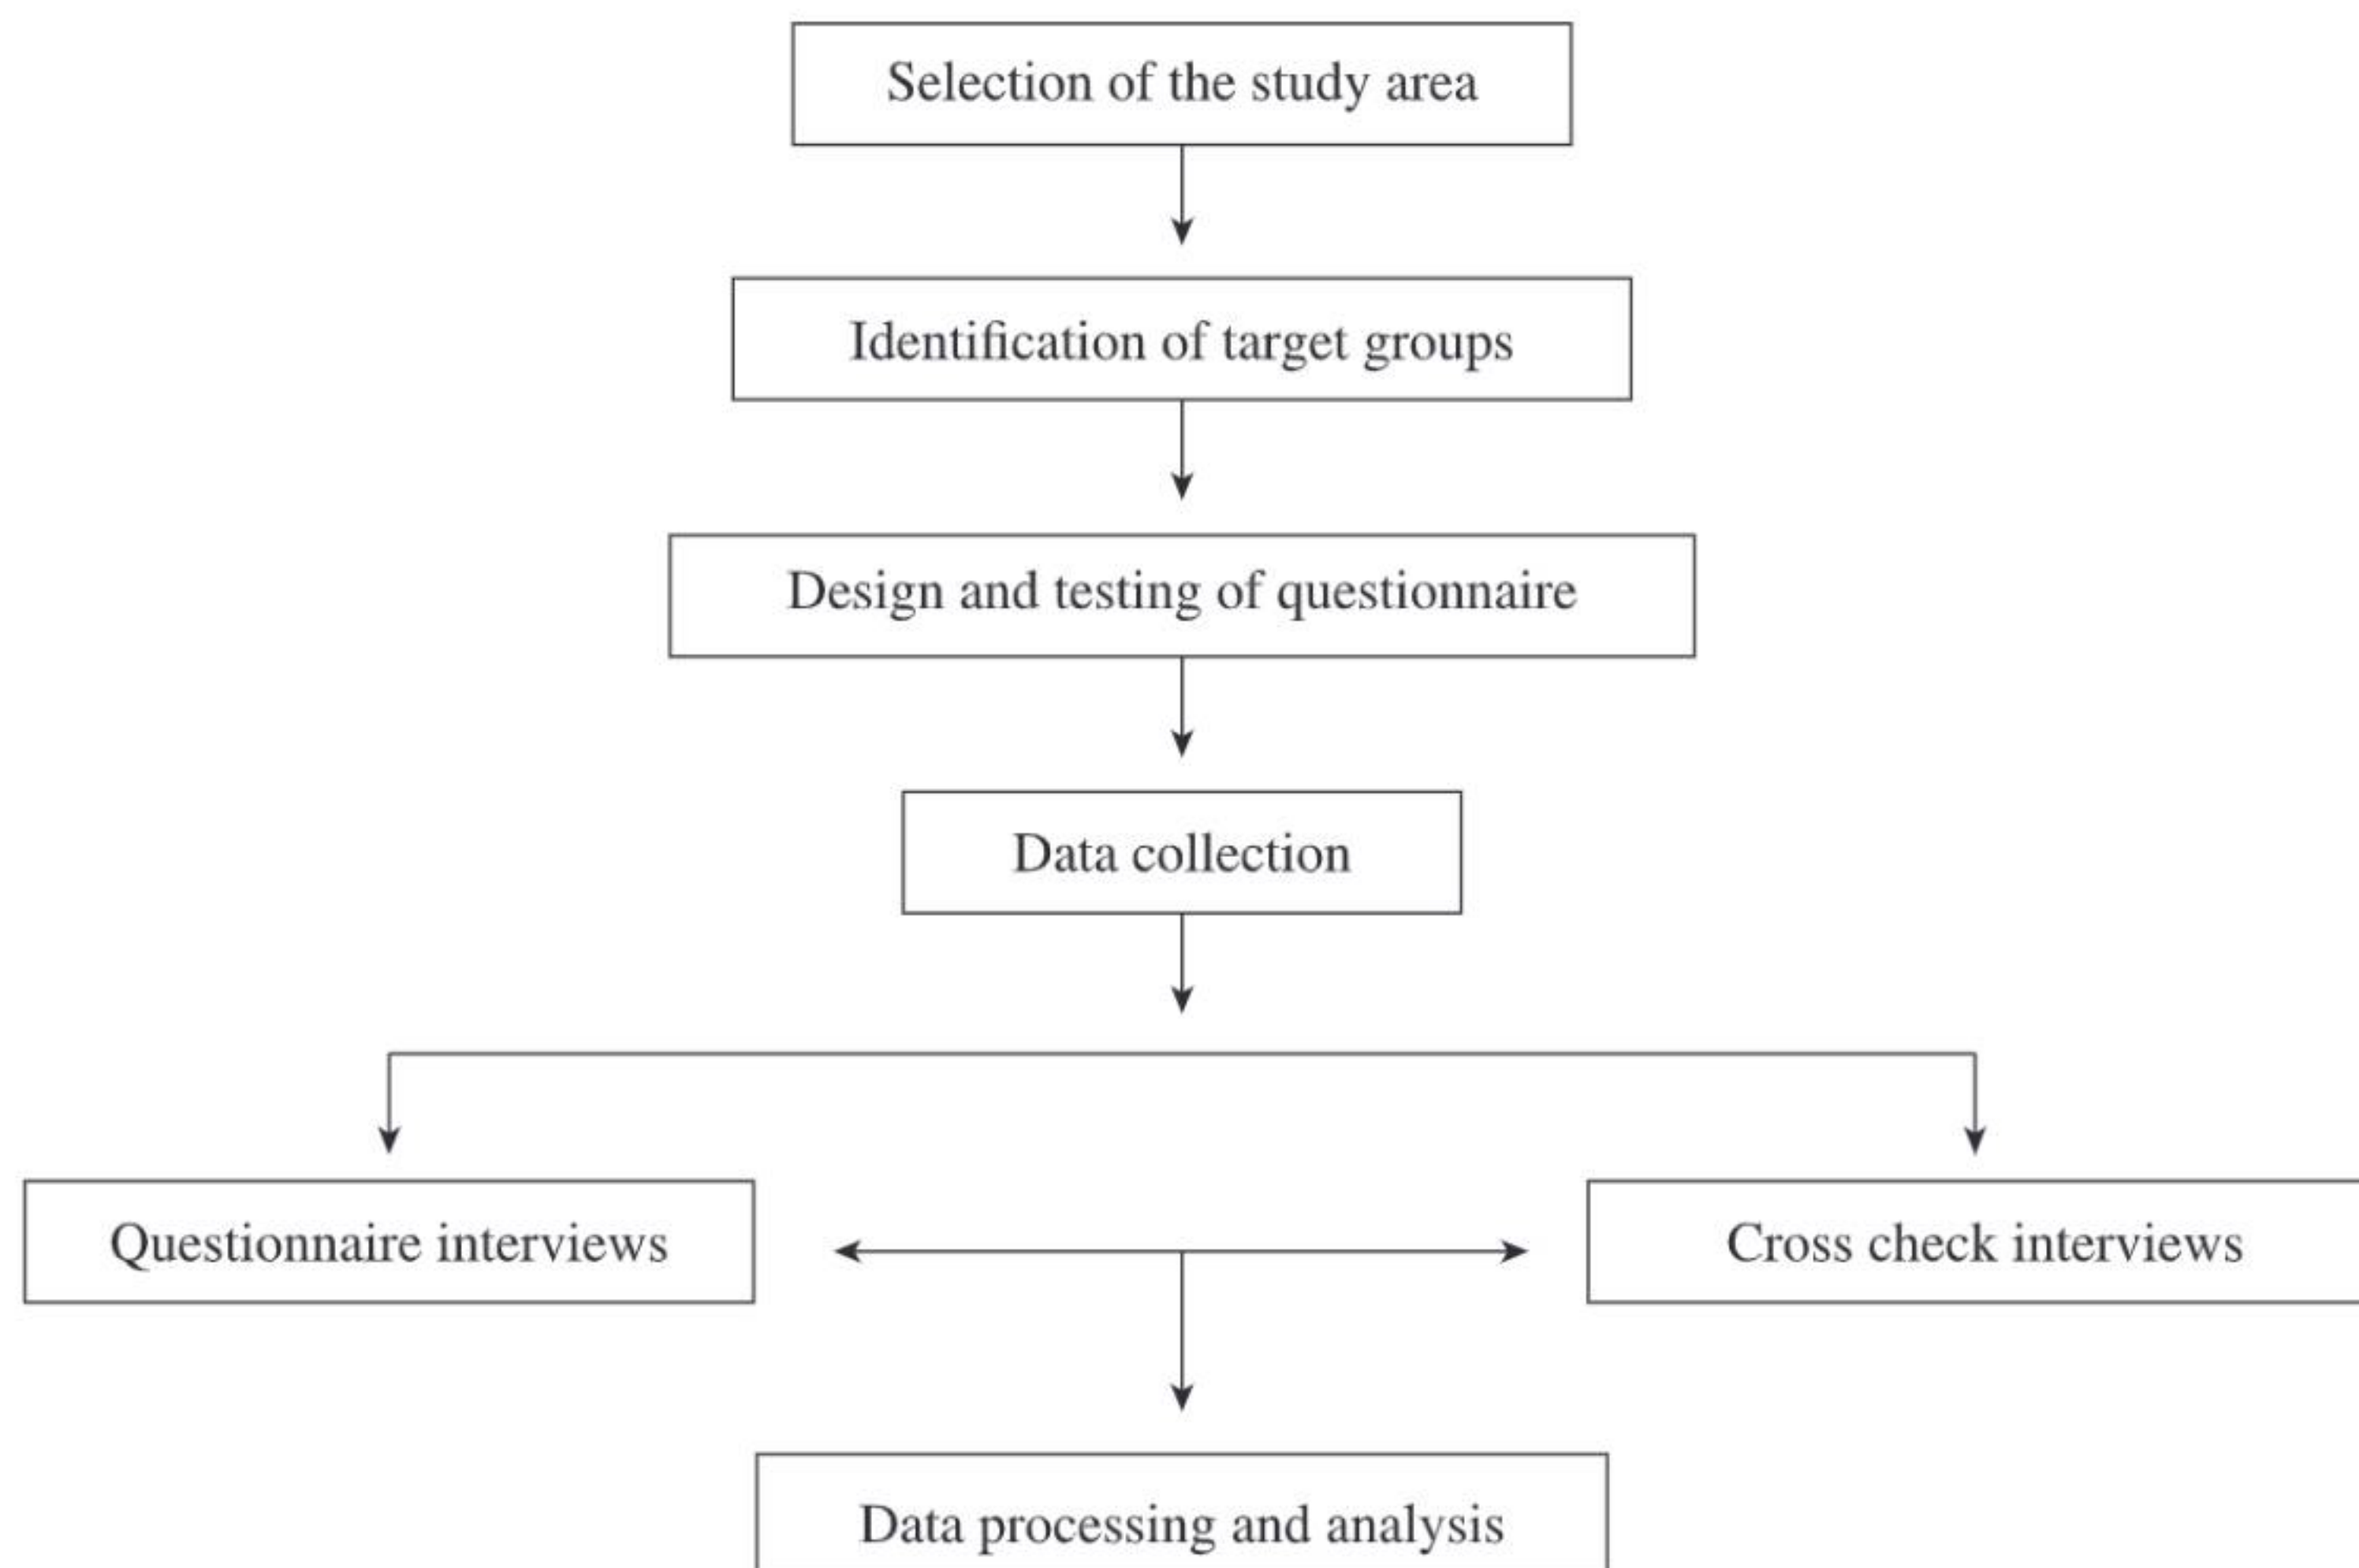 Selection of the study area
Identification of target groups
Design and testing of questionnaire
Data collection
Questionnaire interviews
Cross check interviews
Data processing and analysis